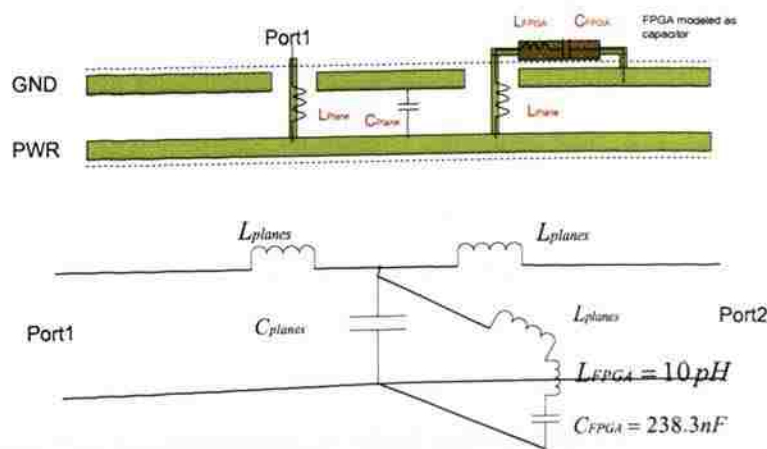 LFPGA CFPGA
FPGA modeled as
capacitor
Port1
GND
LPlane
CPlane
LPlane
PWR
Lplanes
Lplanes
Lplanes
Cplanes
Port1
Port2
LFPGA = 10 pH
CFPGA = 238.3nF